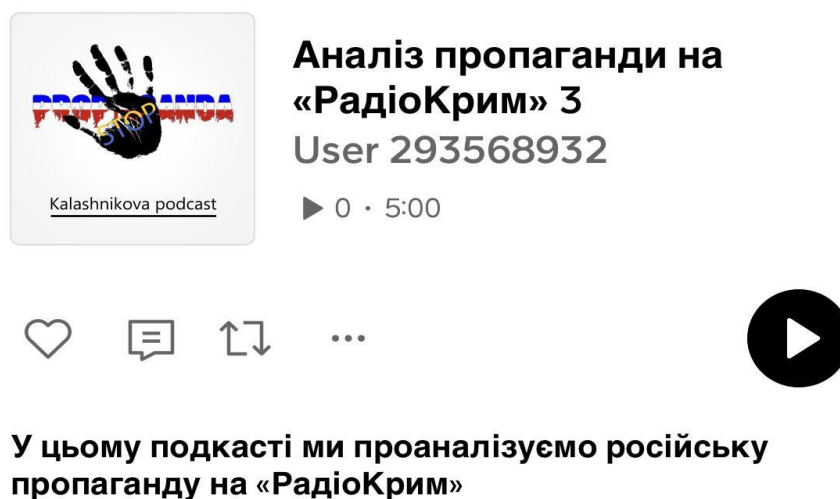 PROPAGANDA
STOP
Kalashnikova podcast
Аналіз пропаганди на
«РадіоКрим» 3
User 293568932
0 · 5:00
У цьому подкасті ми проаналізуємо російську
пропаганду на «РадіоКрим»